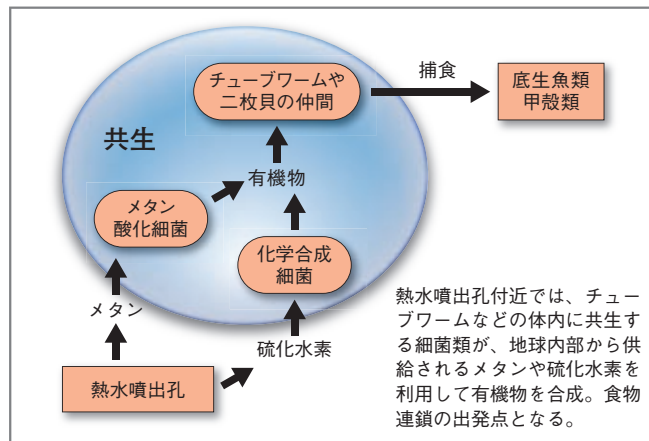 チューブワームや
二枚貝の仲間
捕食
底生魚類
甲殻類
共生
有機物
メタン
酸化細菌
化学合成
細菌
メタン
硫化水素
熱水噴出孔
熱水噴出孔付近では、チュー
ブワームなどの体内に共生す
る細菌類が、地球内部から供
給されるメタンや硫化水素を
利用して有機物を合成。食物
連鎖の出発点となる。